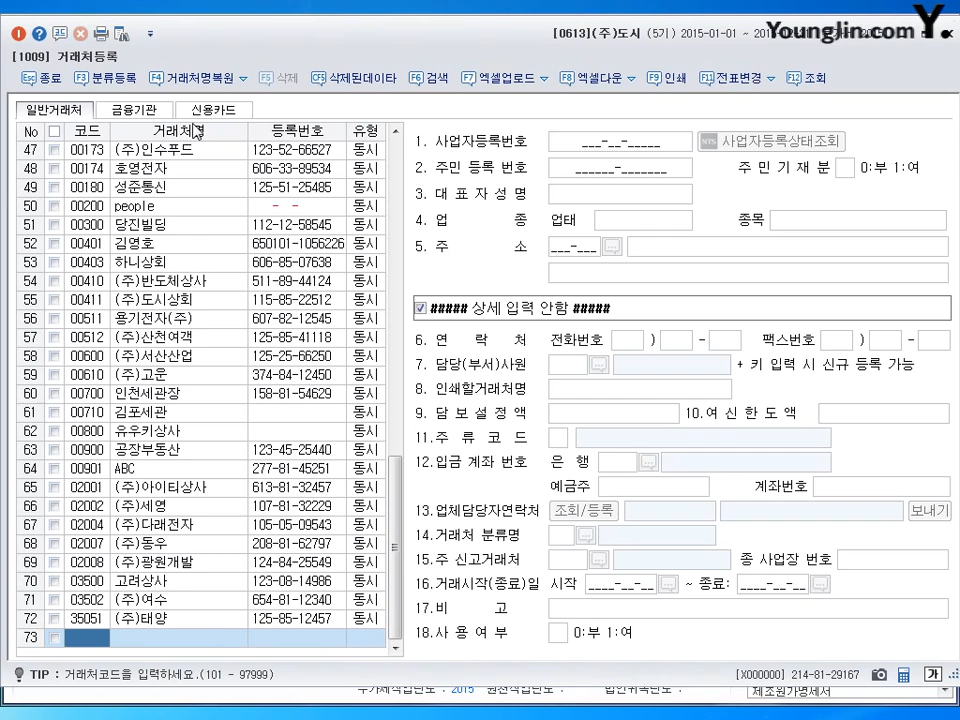 [0613](주)도시 (5기) 2015-01-01 ~
Younglin.com Y.
[1009] 거래처등록
Esc 종료 F3 분류등록 F4 거래처명복원 F5 삭제 CF5 삭제된데이타 F6 검색 F7 엑셀업로드 F8 엑셀다운 F9 인쇄 F11 전표변경 F12 조회
일반거래처 금융기관 신용카드
No 코드 거래처명 등록번호 유형
47 00173 (주)인수푸드 123-52-66527 동시
48 00174 호영전자 606-33-89534 동시
49 00180 성준통신 125-51-25485 동시
50 00200 people - - 동시
51 00300 당진빌딩 112-12-58545 동시
52 00401 김영호 650101-1056226 동시
53 00403 하니상회 606-85-07638 동시
54 00410 (주)반도체상사 511-89-44124 동시
55 00411 (주)도시상회 115-85-22512 동시
56 00511 용기전자(주) 607-82-12545 동시
57 00512 (주)산천여객 125-85-41118 동시
58 00600 (주)서산산업 125-25-66250 동시
59 00610 (주)고운 374-84-12450 동시
60 00700 인천세관장 158-81-54629 동시
61 00710 김포세관 동시
62 00800 유우키상사 동시
63 00900 공장부동산 123-45-25440 동시
64 00901 ABC 277-81-45251 동시
65 02001 (주)아이티상사 613-81-32457 동시
66 02002 (주)세영 107-81-32229 동시
67 02004 (주)다래전자 105-05-09543 동시
68 02007 (주)동우 208-81-62797 동시
69 02008 (주)광원개발 124-84-25549 동시
70 03500 고려상사 123-08-14986 동시
71 03502 (주)여수 654-81-12340 동시
72 35051 (주)태양 125-85-12457 동시
73
1. 사업자등록번호 ___-__-_____ NTS 사업자등록상태조회
2. 주민 등록 번호 ______-_______ 주 민 기 재 분 0:부 1:여
3. 대 표 자 성 명
4. 업 종 업태 종목
5. 주 소 ___-___ ...
##### 상세 입력 안함 #####
6. 연 락 처 전화번호 ) - 팩스번호 ) -
7. 담당(부서)사원 ... + 키 입력 시 신규 등록 가능
8. 인쇄할거래처명
9. 담 보 설 정 액 10.여 신 한 도 액
11.주 류 코 드
12.입금 계좌 번호 은 행 ...
예금주 계좌번호
13.업체담당자연락처 조회/등록 보내기
14.거래처 분류명 ...
15.주 신고거래처 ... 종 사업장 번호
16.거래시작(종료)일 시작 ____-__-__ ... ~ 종료: ____-__-__ ...
17.비 고
18.사 용 여 부 0:부 1:여
TIP : 거래처코드을 입력하세요.(101 - 97999) [X000000] 214-81-29167 가
2015 제조원가명세서